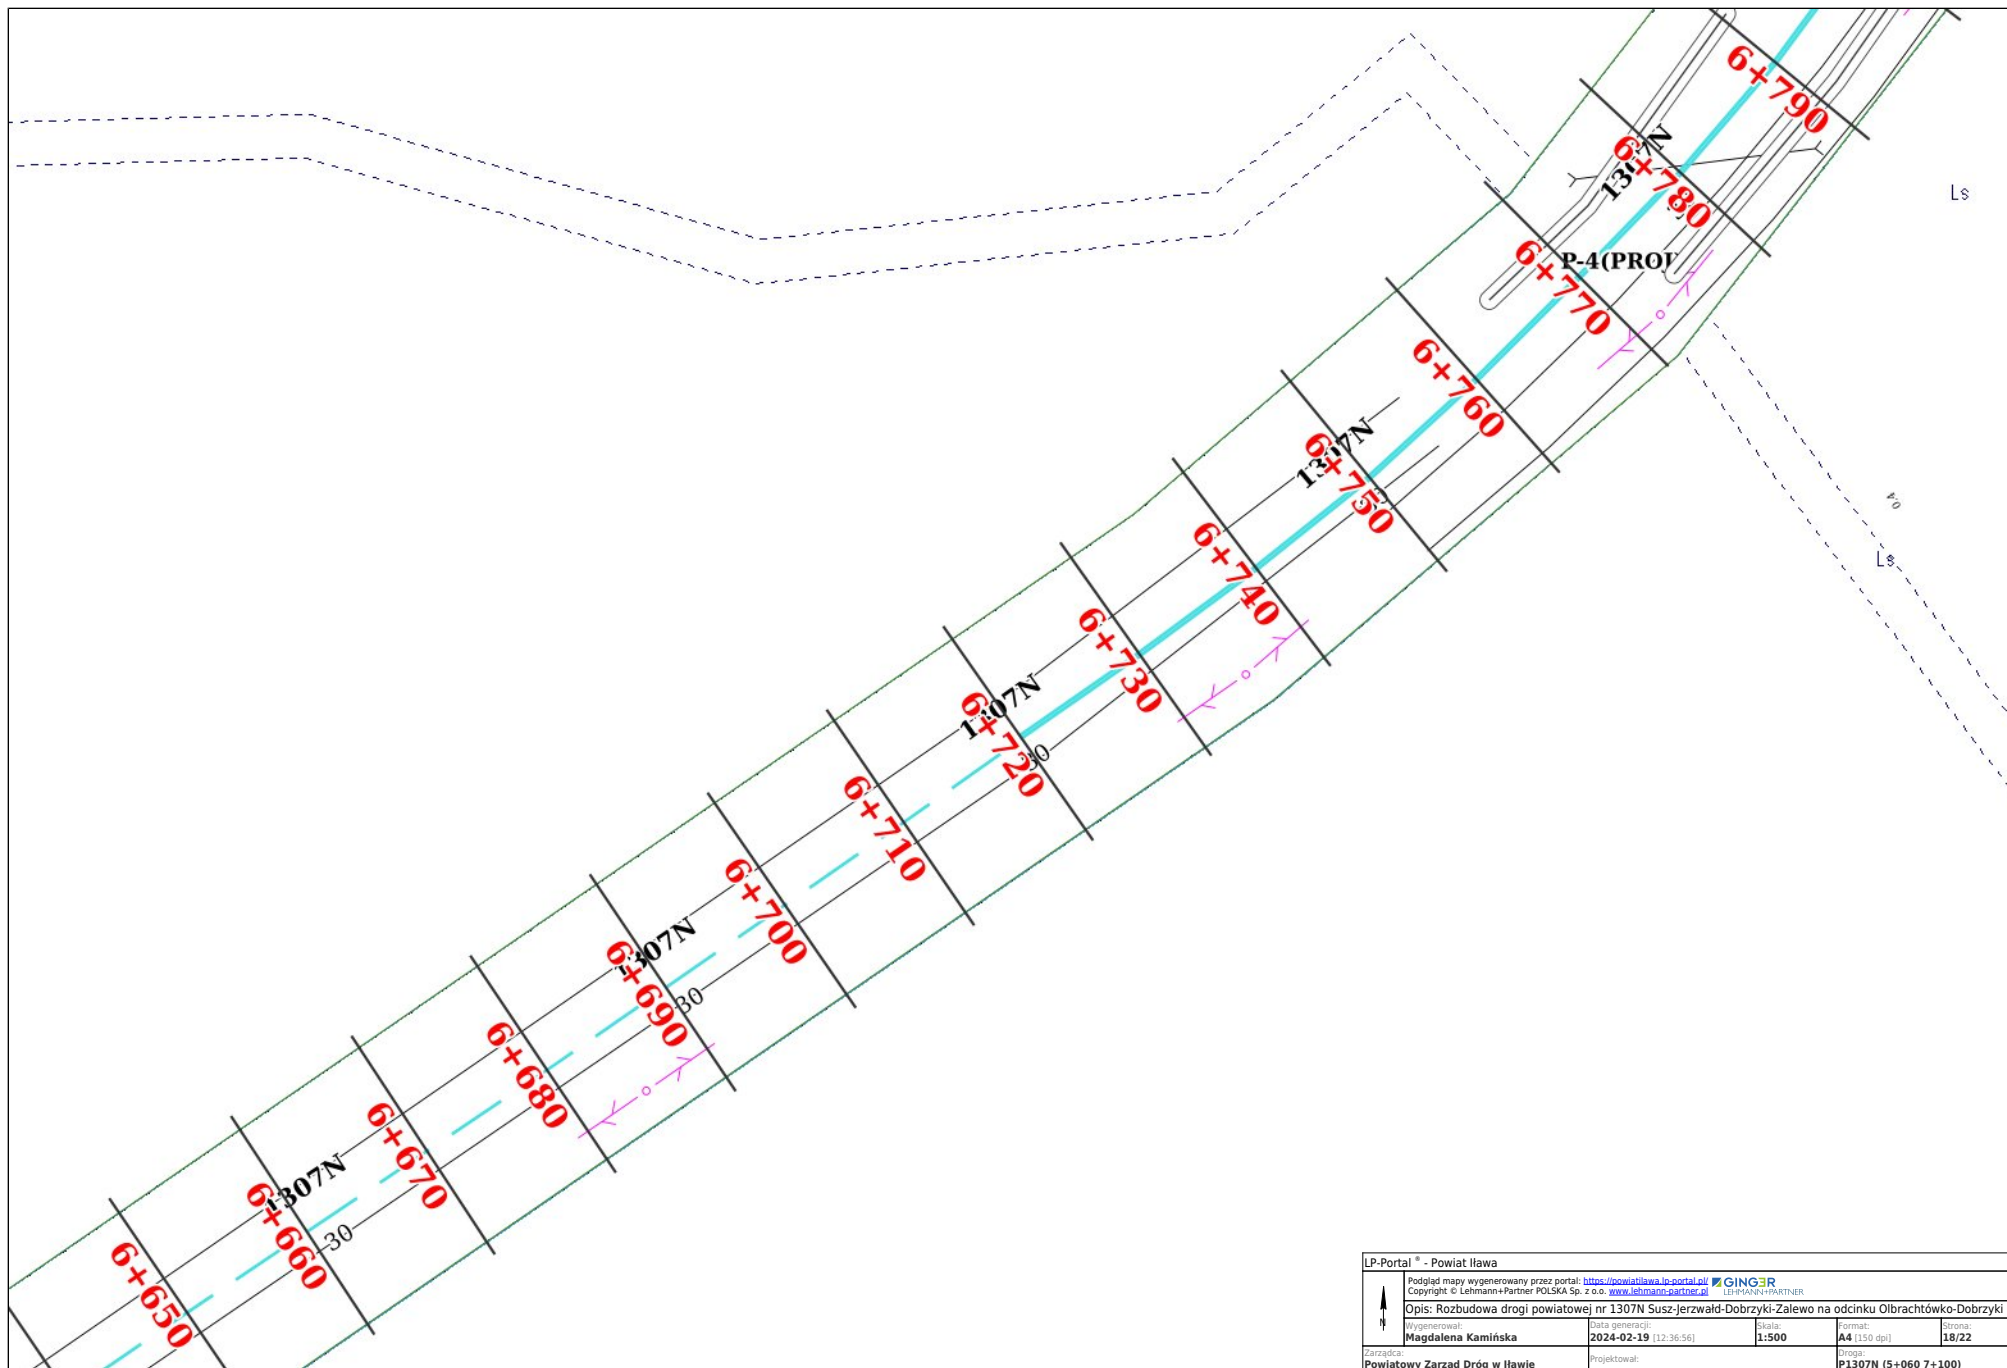 6+790
1307N
6+780
Ls
P-4(PROJ
6+770
6+760
1307N
6+750
0.4
Ls
6+740
6+730
1307N
6+720
30
6+710
6+700
1307N
6+690
30
6+680
6+670
1307N
6+660
30
6+650
LP-Portal ® - Powiat Iława
Podgląd mapy wygenerowany przez portal: https://powiatilawa.lp-portal.pl/
Copyright © Lehmann+Partner POLSKA Sp. z o.o. www.lehmann-partner.pl
GINGER
LEHMANN+PARTNER
N
Opis: Rozbudowa drogi powiatowej nr 1307N Susz-Jerzwałd-Dobrzyki-Zalewo na odcinku Olbrachtówko-Dobrzyki
Wygenerował:
Magdalena Kamińska
Data generacji:
2024-02-19 [12:36:56]
Skala:
1:500
Format:
A4 [150 dpi]
Strona:
18/22
Zarządca:
Powiatowy Zarząd Dróg w Iławie
Projektował:
Droga:
P1307N (5+060 7+100)